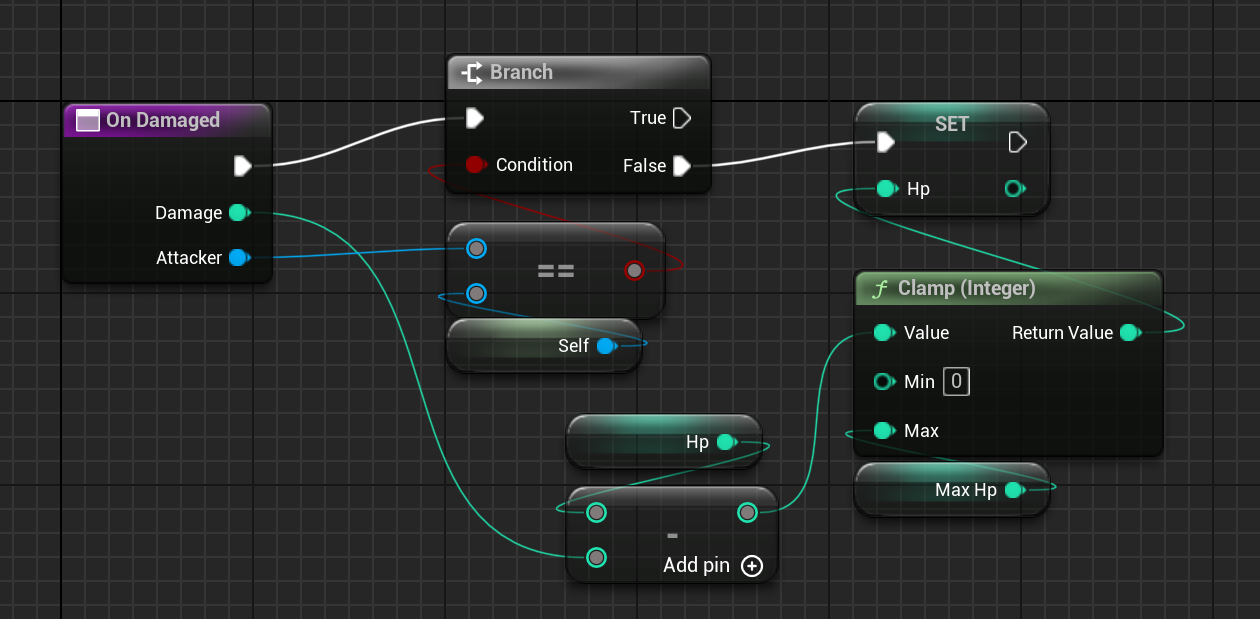 On Damaged
Damage
Attacker
Branch
True
Condition
False
==
Self
Hp
-
Add pin
SET
Hp
f Clamp (Integer)
Value
Return Value
Min 0
Max
Max Hp